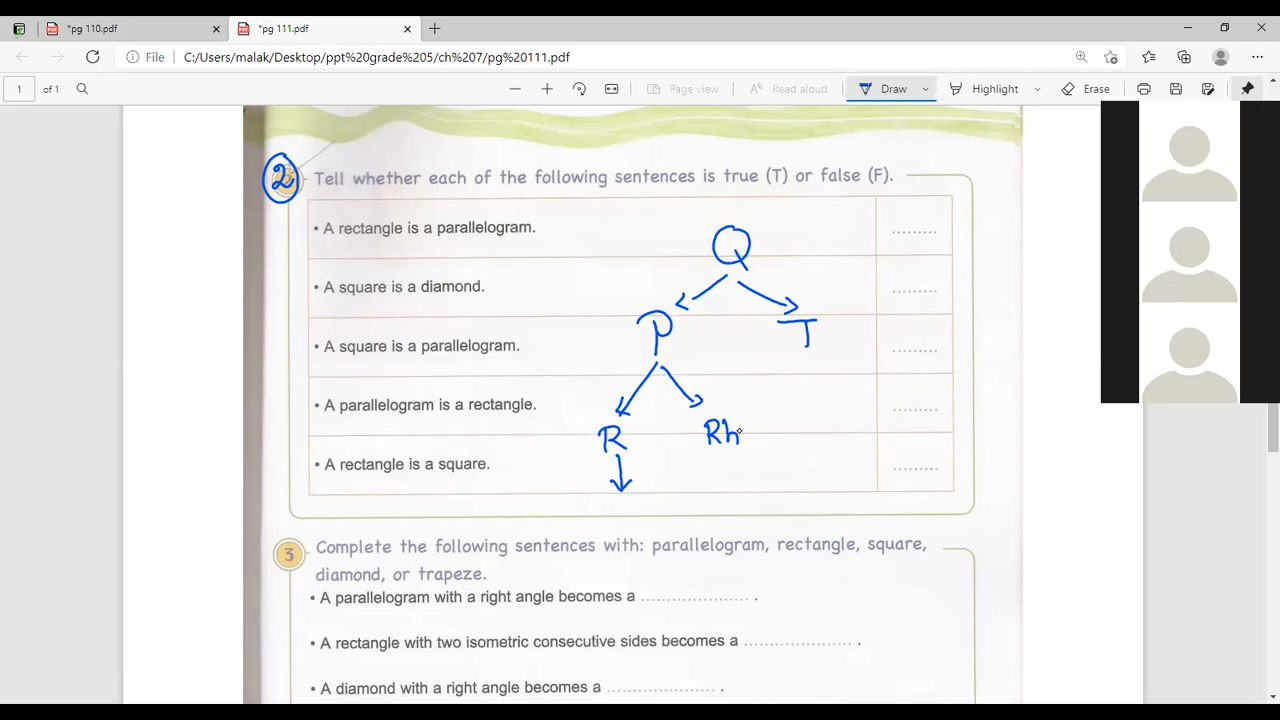 *pg 110.pdf
*pg 111.pdf
File
C:/Users/malak/Desktop/ppt%20grade%205/ch%207/pg%20111.pdf
1
of 1
Page view
Read aloud
Draw
Highlight
Erase
2
Tell whether each of the following sentences is true (T) or false (F).
• A rectangle is a parallelogram. .........
• A square is a diamond. .........
• A square is a parallelogram. .........
• A parallelogram is a rectangle. .........
• A rectangle is a square. .........
Q
P T
R Rh
3
Complete the following sentences with: parallelogram, rectangle, square,
diamond, or trapeze.
• A parallelogram with a right angle becomes a ..................... .
• A rectangle with two isometric consecutive sides becomes a ..................... .
• A diamond with a right angle becomes a ..................... .